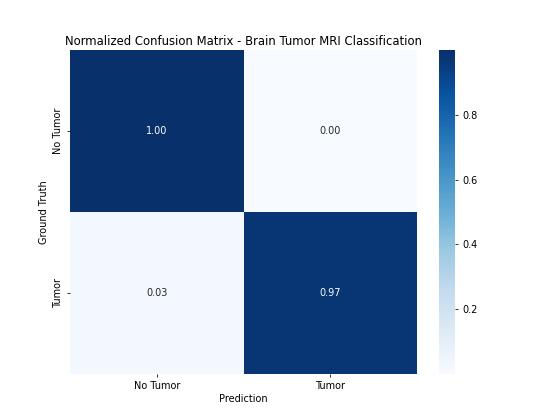 Normalized Confusion Matrix - Brain Tumor MRI Classification
Ground Truth
No Tumor
Tumor
1.00
0.00
0.03
0.97
No Tumor
Tumor
Prediction
0.8
0.6
0.4
0.2